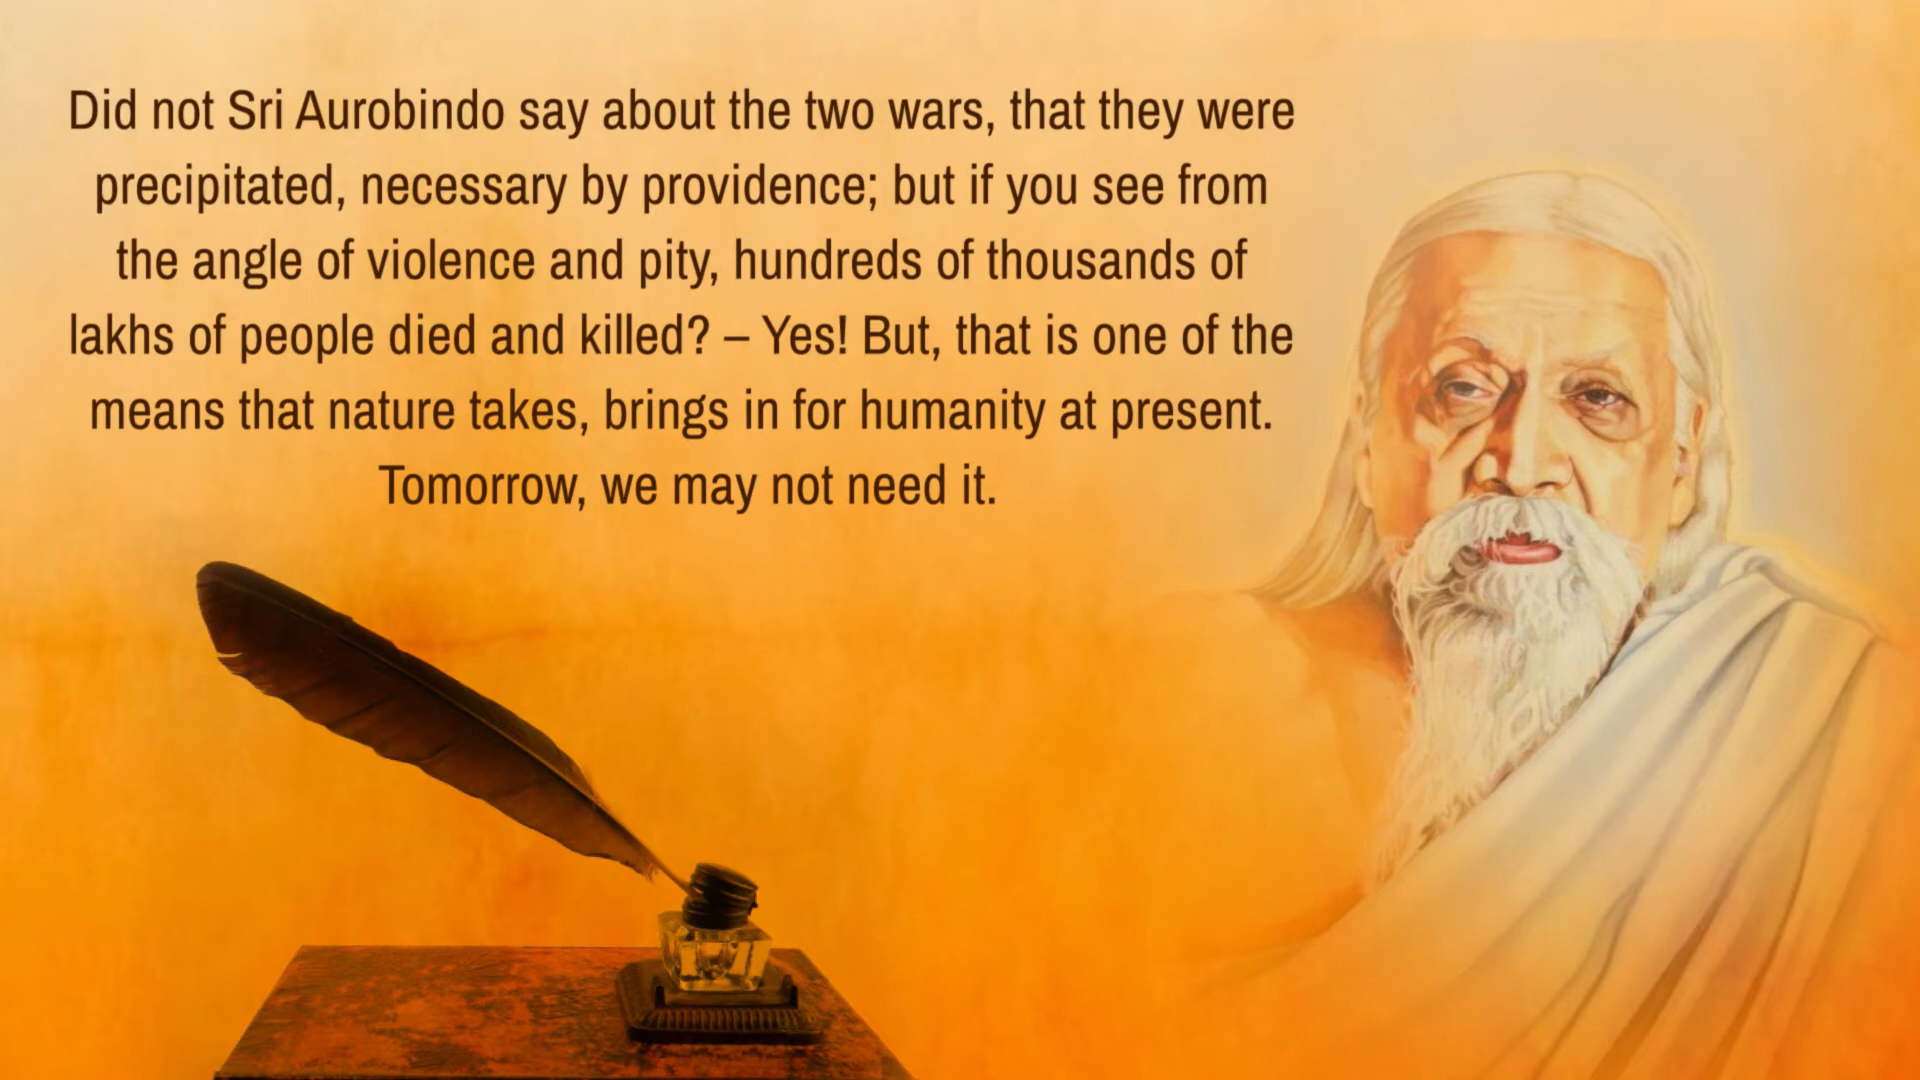 Did not Sri Aurobindo say about the two wars, that they were
precipitated, necessary by providence; but if you see from
the angle of violence and pity, hundreds of thousands of
lakhs of people died and killed? – Yes! But, that is one of the
means that nature takes, brings in for humanity at present.
Tomorrow, we may not need it.